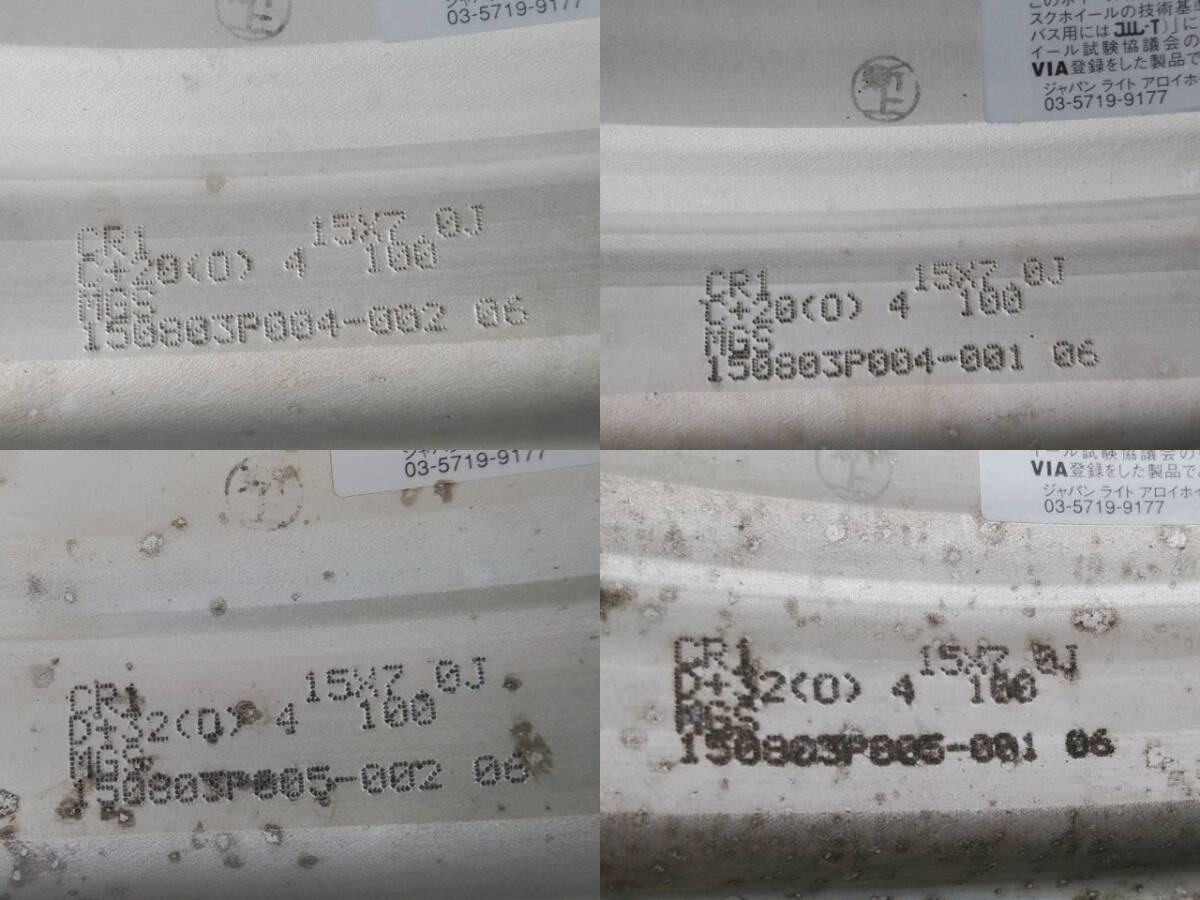 03-5719-9177
CR1 15X7.0J
C+20(O) 4 100
MGS
150803P004-002 06
スクホイールの技術基準
バス用には JWL-T)」に
イール試験協議会の
VIA登録をした製品で
ジャパン ライト アロイホイ
03-5719-9177
CR1 15X7.0J
C+20(O) 4 100
MGS
150803P004-001 06
03-5719-9177
CR1 15X7.0J
D+32(O) 4 100
MGS
150803P005-002 06
イール試験協議会の
VIA登録をした製品で
ジャパン ライト アロイホイ
03-5719-9177
CR1 15X7.0J
D+32(O) 4 100
MGS
150803P005-001 06